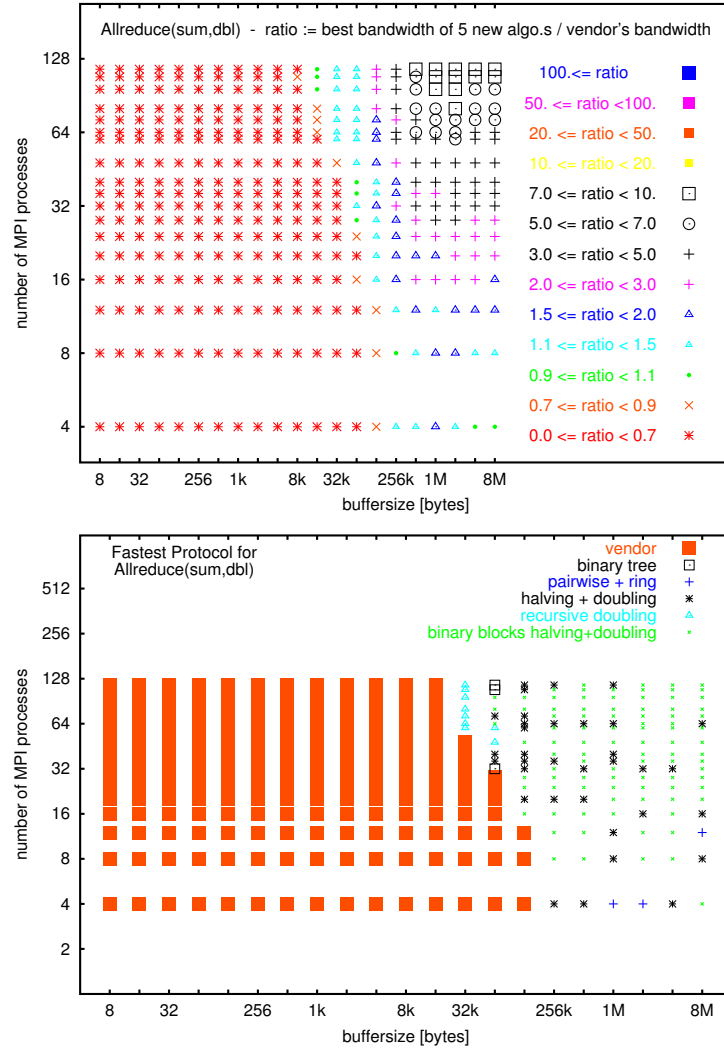 Allreduce(sum,dbl) - ratio := best bandwidth of 5 new algo.s / vendor's bandwidth
number of MPI processes
128
64
32
16
8
4
100.<= ratio
50. <= ratio <100.
20. <= ratio < 50.
10. <= ratio < 20.
7.0 <= ratio < 10.
5.0 <= ratio < 7.0
3.0 <= ratio < 5.0
2.0 <= ratio < 3.0
1.5 <= ratio < 2.0
1.1 <= ratio < 1.5
0.9 <= ratio < 1.1
0.7 <= ratio < 0.9
0.0 <= ratio < 0.7
8 32 256 1k 8k 32k 256k 1M 8M
buffersize [bytes]
Fastest Protocol for
Allreduce(sum,dbl)
vendor
binary tree
pairwise + ring
halving + doubling
recursive doubling
binary blocks halving+doubling
number of MPI processes
512
256
128
64
32
16
8
4
2
8 32 256 1k 8k 32k 256k 1M 8M
buffersize [bytes]